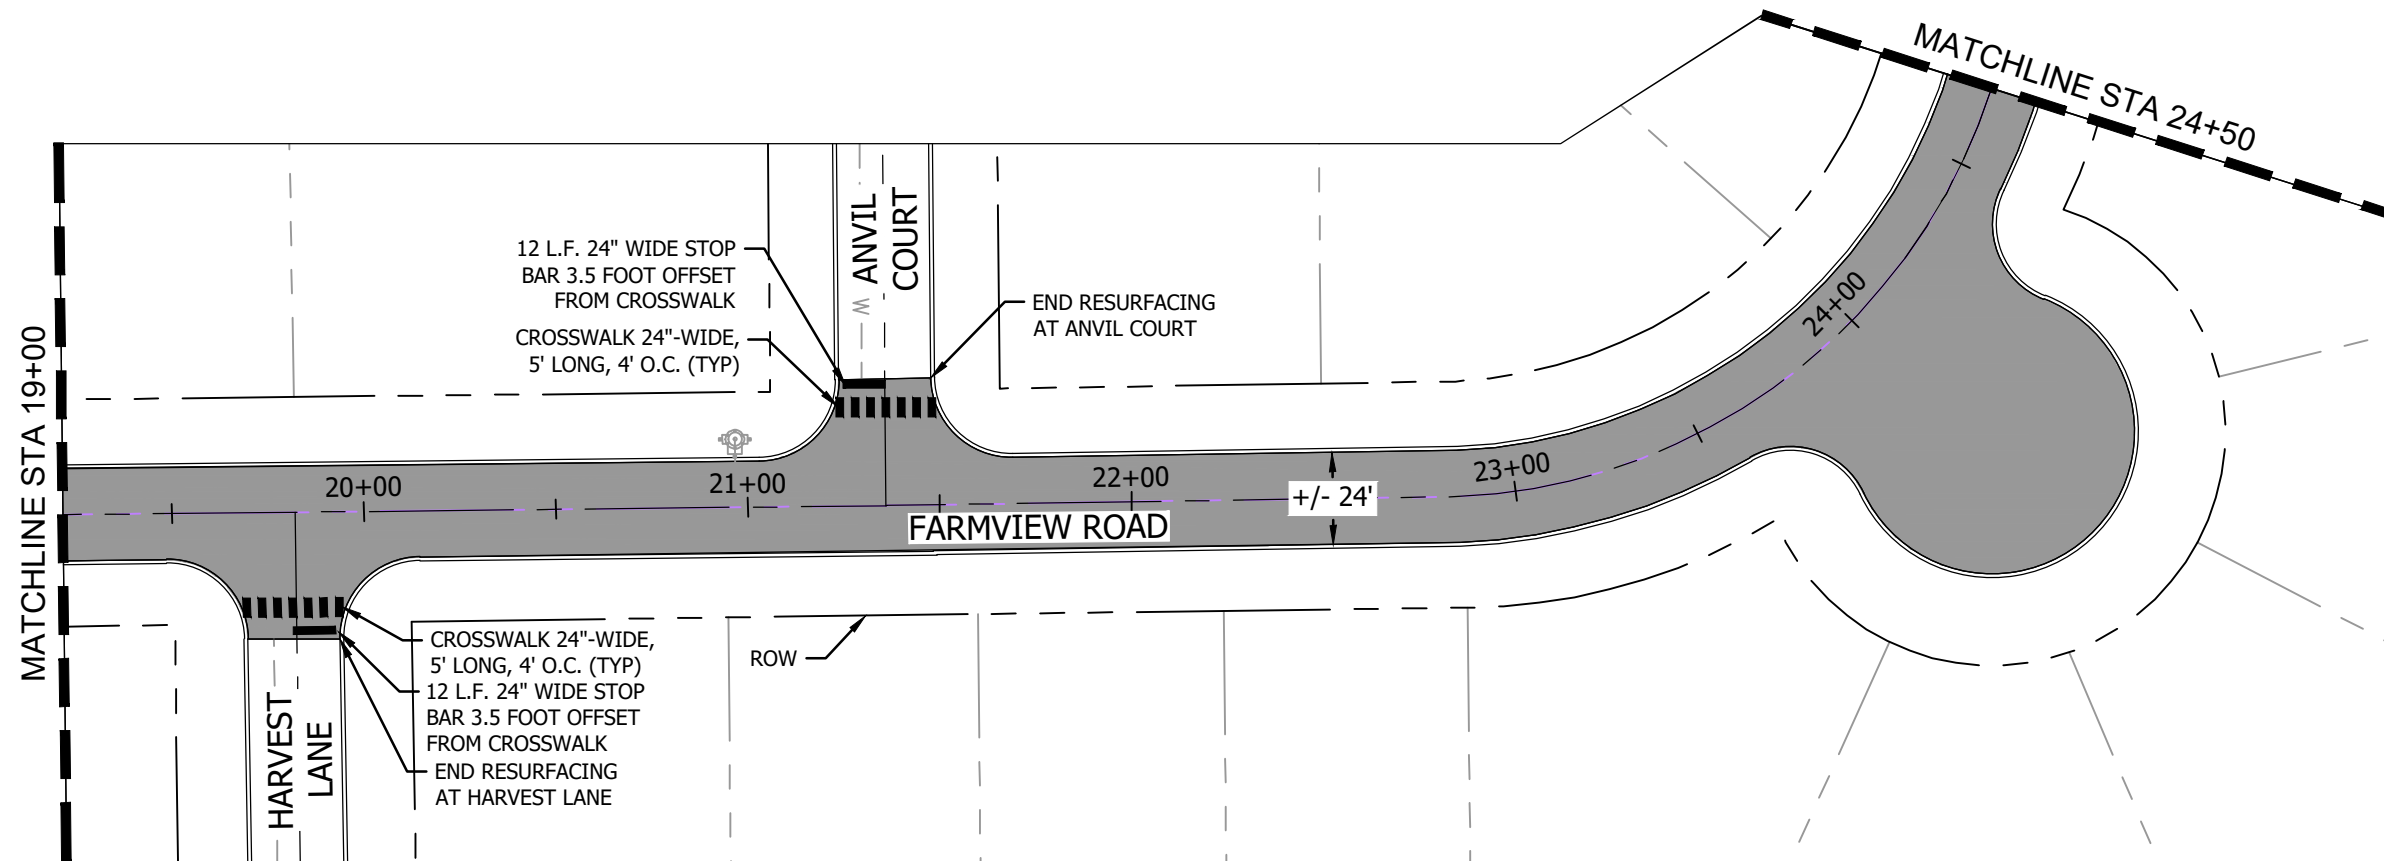 MATCHLINE STA 24+50
MATCHLINE STA 19+00
ANVIL
COURT
12 L.F. 24" WIDE STOP
BAR 3.5 FOOT OFFSET
FROM CROSSWALK
CROSSWALK 24"-WIDE,
5' LONG, 4' O.C. (TYP)
W
END RESURFACING
AT ANVIL COURT
20+00
21+00
22+00
23+00
24+00
+/- 24'
FARMVIEW ROAD
CROSSWALK 24"-WIDE,
5' LONG, 4' O.C. (TYP)
12 L.F. 24" WIDE STOP
BAR 3.5 FOOT OFFSET
FROM CROSSWALK
END RESURFACING
AT HARVEST LANE
HARVEST
LANE
ROW